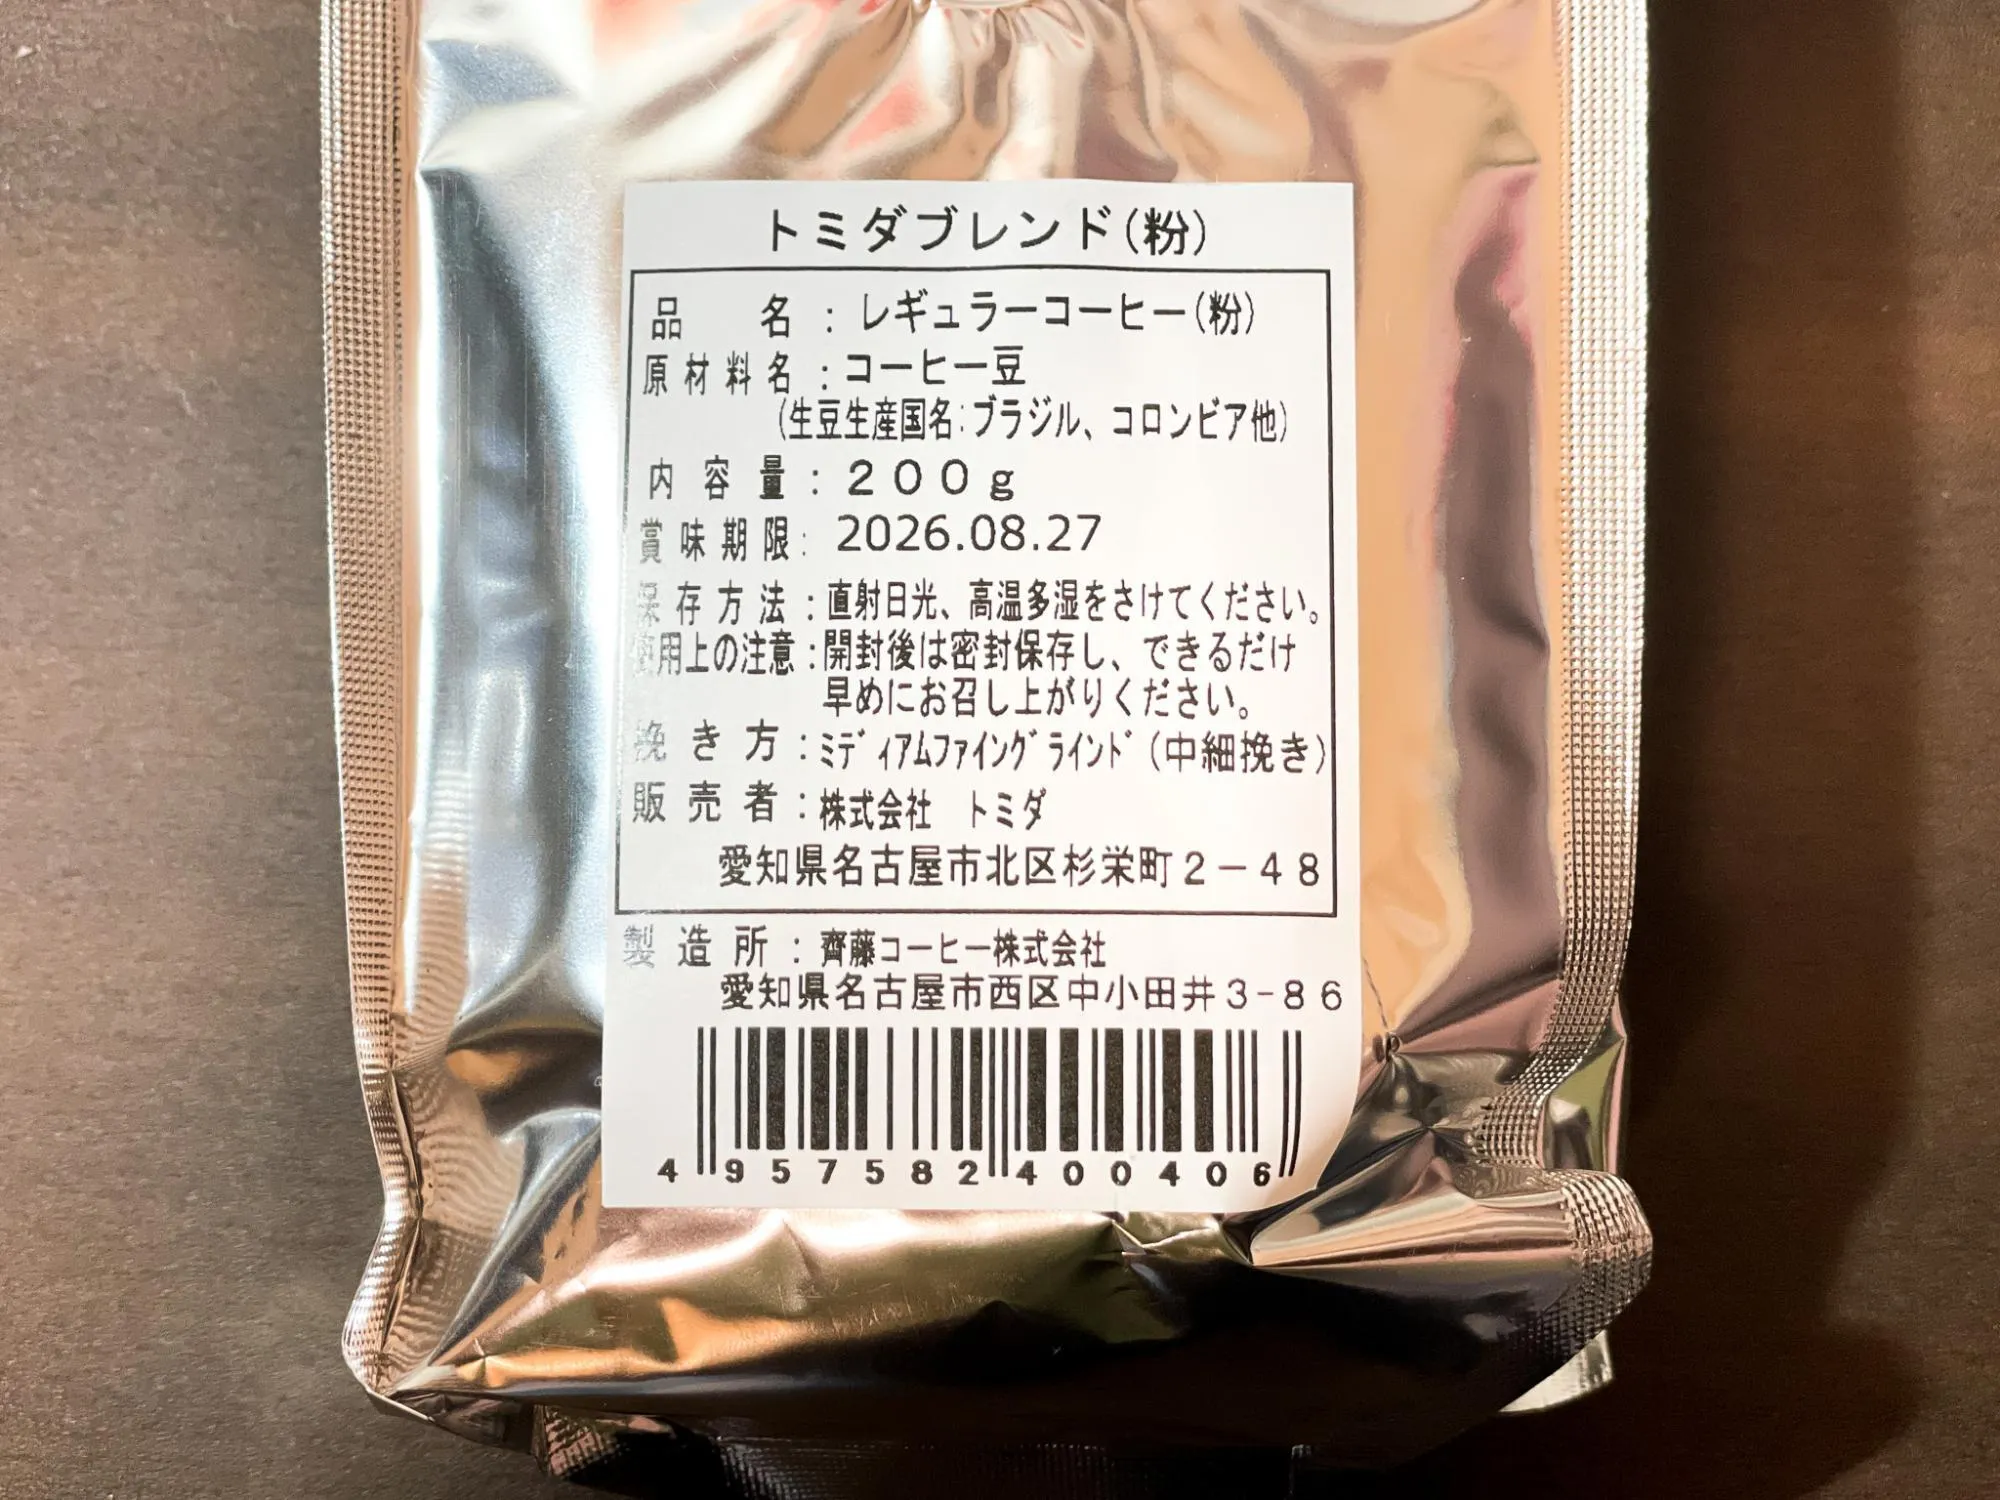 トミダブレンド(粉)
品名：レギュラーコーヒー(粉)
原材料名：コーヒー豆
(生豆生産国名:ブラジル、コロンビア他)
内容量：２００ｇ
賞味期限：2026.08.27
保存方法：直射日光、高温多湿をさけてください。
使用上の注意：開封後は密封保存し、できるだけ
早めにお召し上がりください。
挽き方：ﾐﾃﾞｨｱﾑﾌｧｲﾝｸﾞﾗｲﾝﾄﾞ(中細挽き)
販売者：株式会社　トミダ
愛知県名古屋市北区杉栄町２－４８
製造所：齊藤コーヒー株式会社
愛知県名古屋市西区中小田井３-８６
4957582400406